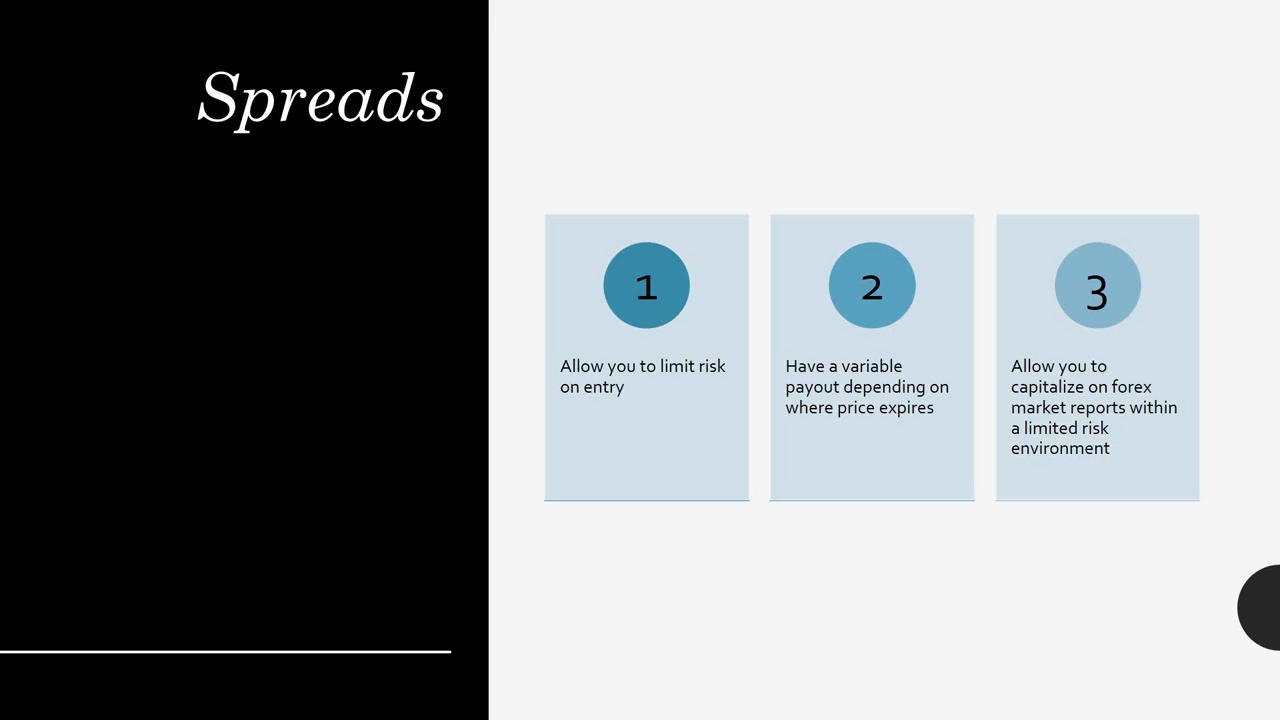 Spreads
1
Allow you to limit risk
on entry
2
Have a variable
payout depending on
where price expires
3
Allow you to
capitalize on forex
market reports within
a limited risk
environment